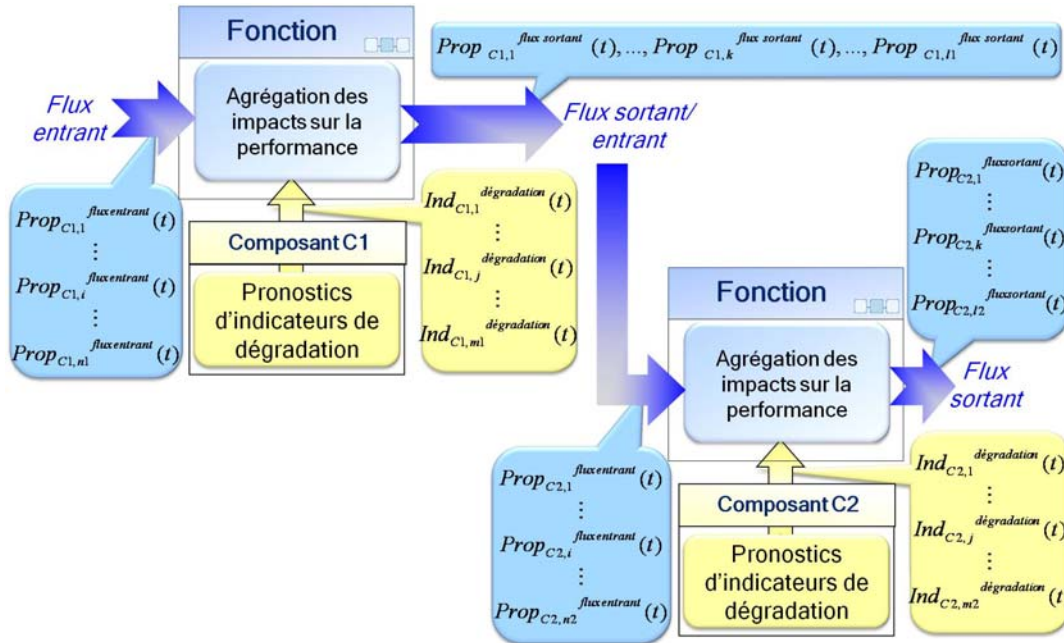 Fonction
Agrégation des
impacts sur la
performance
Flux
entrant
Prop C1,1 flux sortant (t), ..., Prop C1,k flux sortant (t), ..., Prop C1,l1 flux sortant (t)
Flux sortant/
entrant
Prop C1,1 fluxentrant (t)
⋮
Prop C1,i fluxentrant (t)
⋮
Prop C1,n1 fluxentrant (t)
Composant C1
Pronostics
d’indicateurs de
dégradation
Ind C1,1 dégradation (t)
⋮
Ind C1,j dégradation (t)
⋮
Ind C1,m1 dégradation (t)
Prop C2,1 fluxsortant (t)
⋮
Prop C2,k fluxsortant (t)
⋮
Prop C2,l2 fluxsortant (t)
Fonction
Agrégation des
impacts sur la
performance
Flux
sortant
Prop C2,1 fluxentrant (t)
⋮
Prop C2,i fluxentrant (t)
⋮
Prop C2,n2 fluxentrant (t)
Composant C2
Pronostics
d’indicateurs de
dégradation
Ind C2,1 dégradation (t)
⋮
Ind C2,j dégradation (t)
⋮
Ind C2,m2 dégradation (t